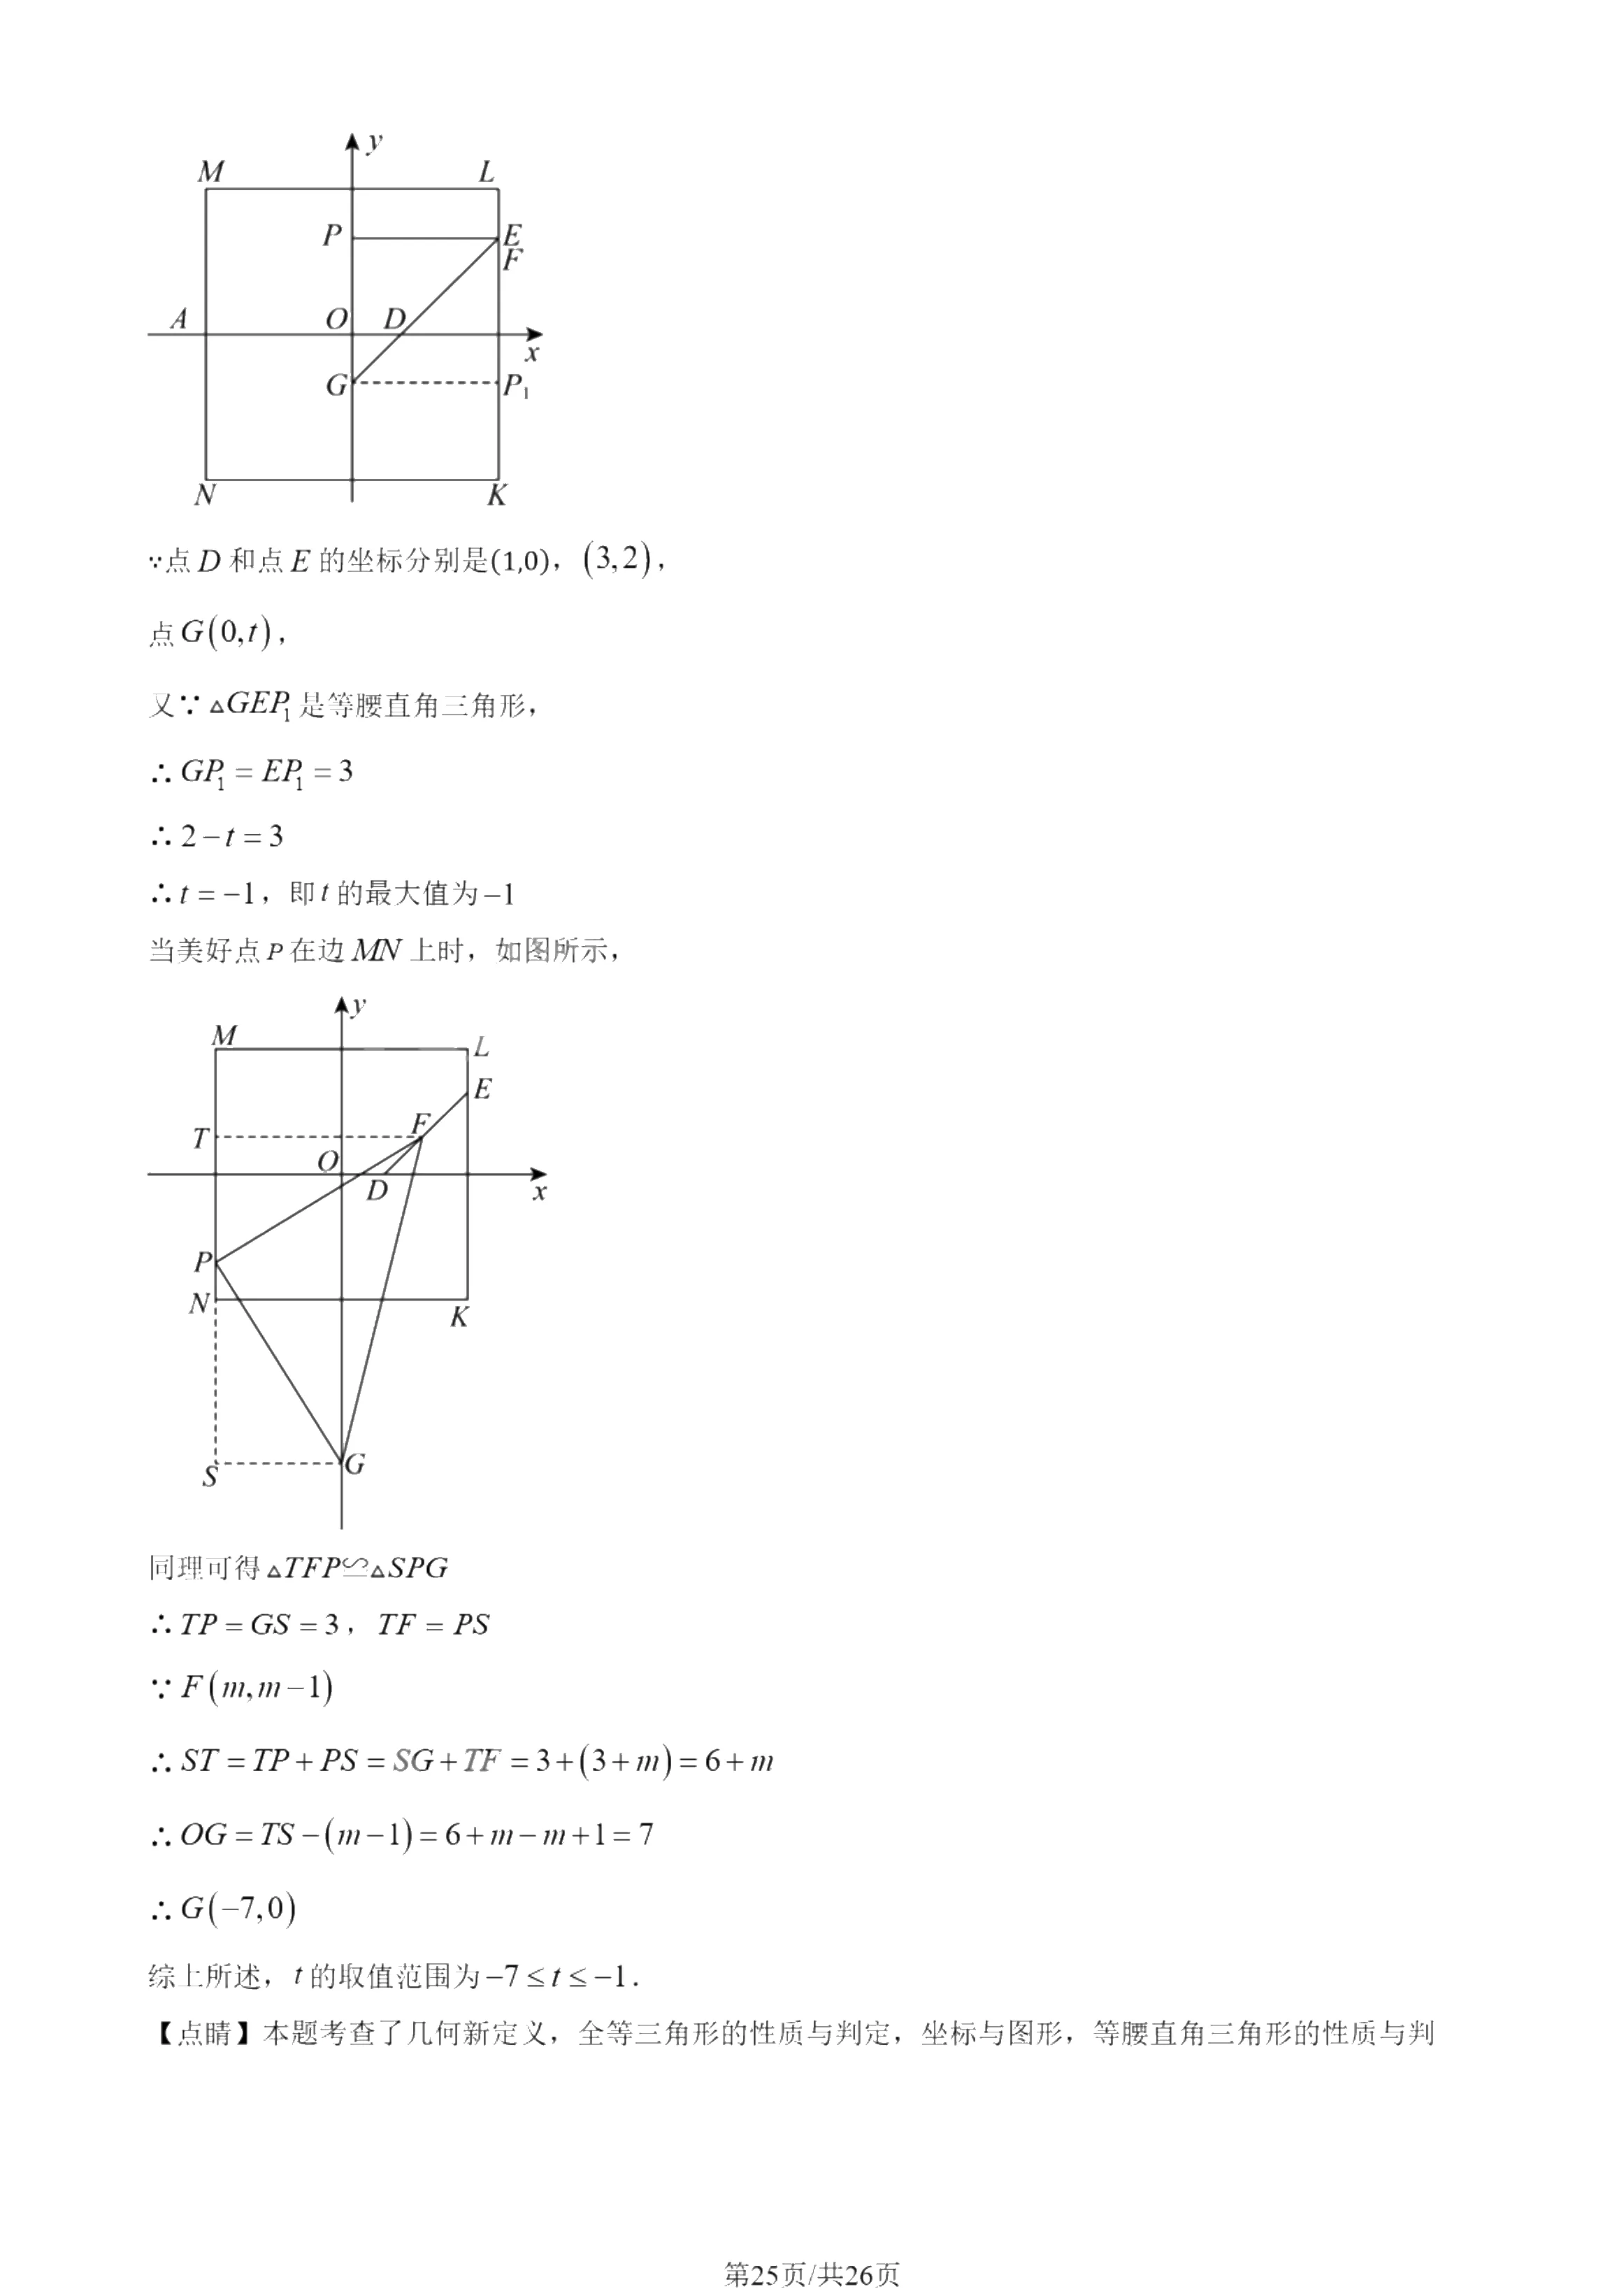 y
M L
P E
F
A O D
x
G P₁
N K
∵点D和点E的坐标分别是(1,0)，(3,2)，
点G(0,t)，
又∵△GEP₁是等腰直角三角形，
∴GP₁=EP₁=3
∴2−t=3
∴t=−1，即t的最大值为−1
当美好点P在边MN上时，如图所示，
y
M L
E
T F
O
D x
P
N K
S G
同理可得△TFP≌△SPG
∴TP=GS=3，TF=PS
∵F(m,m−1)
∴ST=TP+PS=SG+TF=3+(3+m)=6+m
∴OG=TS−(m−1)=6+m−m+1=7
∴G(−7,0)
综上所述，t的取值范围为−7≤t≤−1.
【点睛】本题考查了几何新定义，全等三角形的性质与判定，坐标与图形，等腰直角三角形的性质与判
第25页/共26页